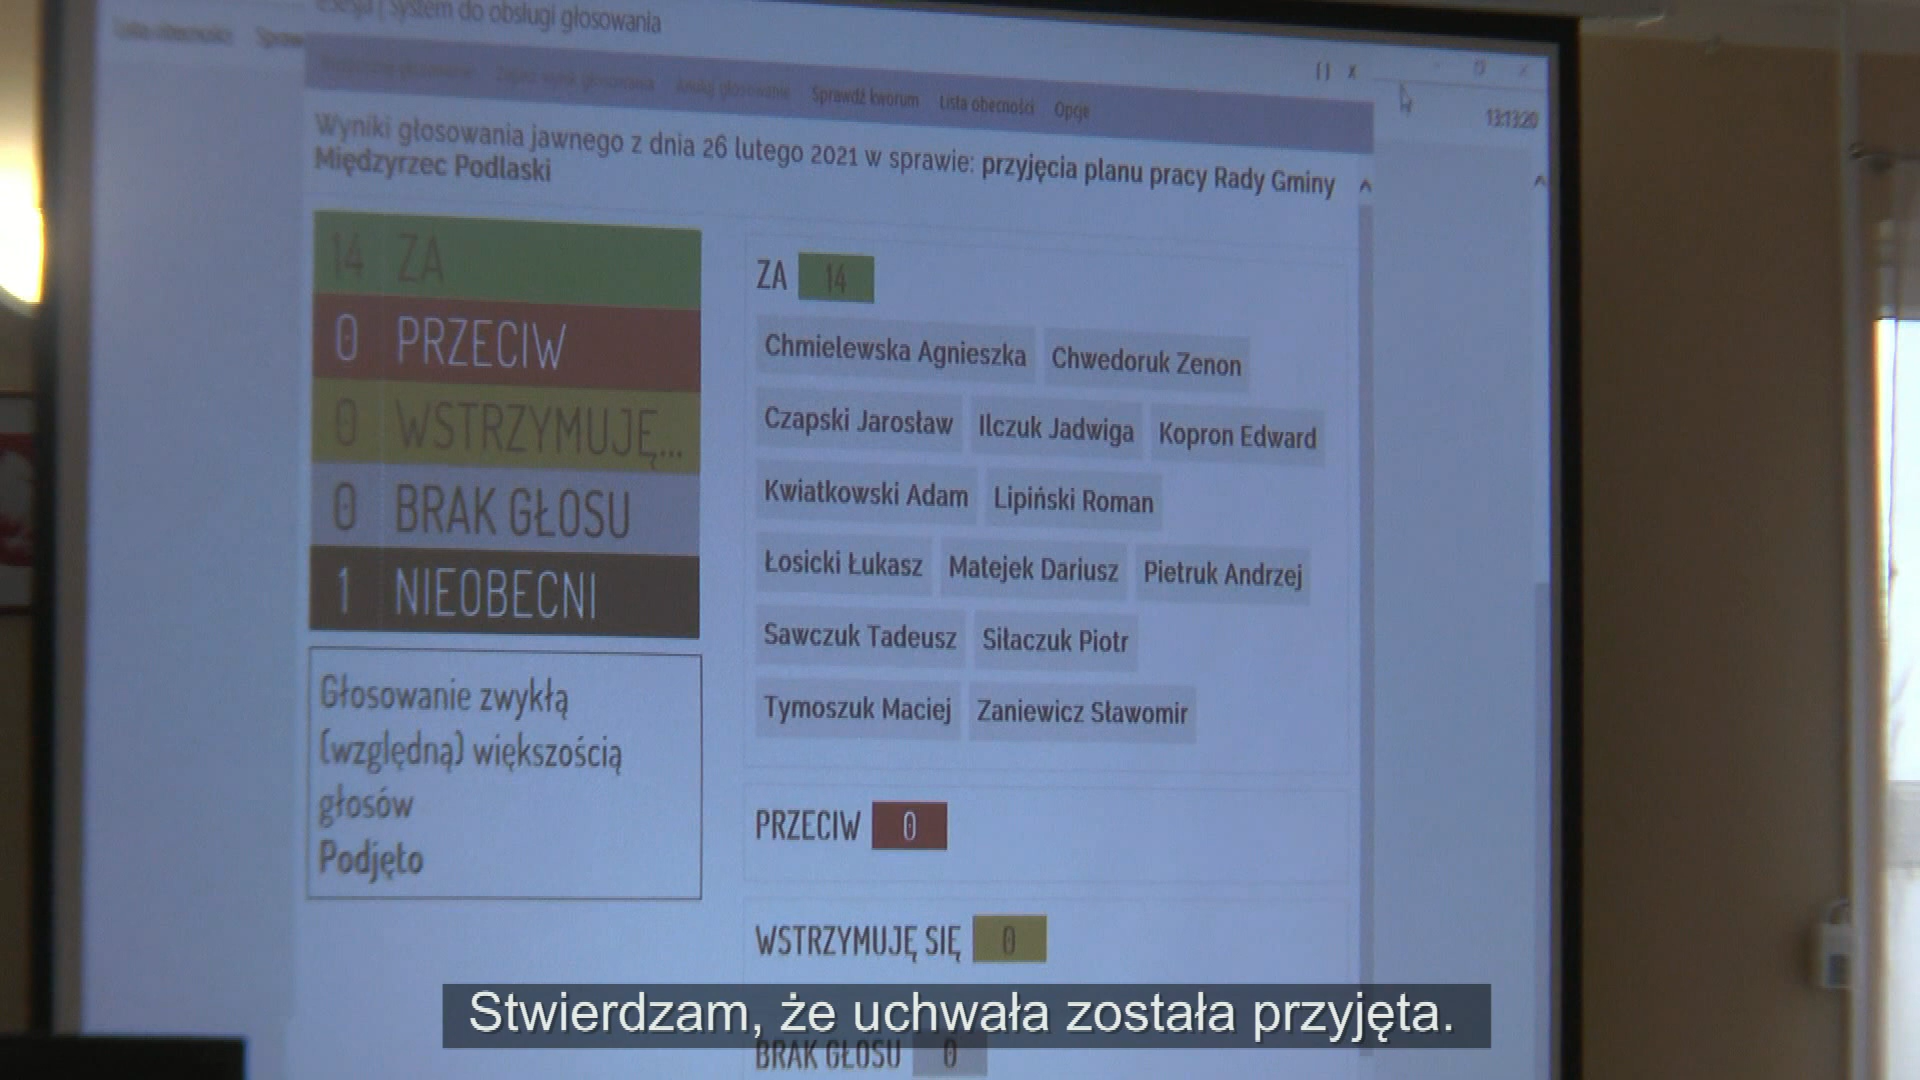 system do obsługi głosowania
Lista obecności
Sprawdź kworum Lista obecności Opcje
13:13:20
Wyniki głosowania jawnego z dnia 26 lutego 2021 w sprawie: przyjęcia planu pracy Rady Gminy
Międzyrzec Podlaski
14 ZA
0 PRZECIW
0 WSTRZYMUJĘ...
0 BRAK GŁOSU
1 NIEOBECNI
Głosowanie zwykłą
(względną) większością
głosów
Podjęto
ZA 14
Chmielewska Agnieszka Chwedoruk Zenon
Czapski Jarosław Ilczuk Jadwiga Kopron Edward
Kwiatkowski Adam Lipiński Roman
Łosicki Łukasz Matejek Dariusz Pietruk Andrzej
Sawczuk Tadeusz Siłaczuk Piotr
Tymoszuk Maciej Zaniewicz Sławomir
PRZECIW 0
WSTRZYMUJĘ SIĘ 0
Stwierdzam, że uchwała została przyjęta.
BRAK GŁOSU 0